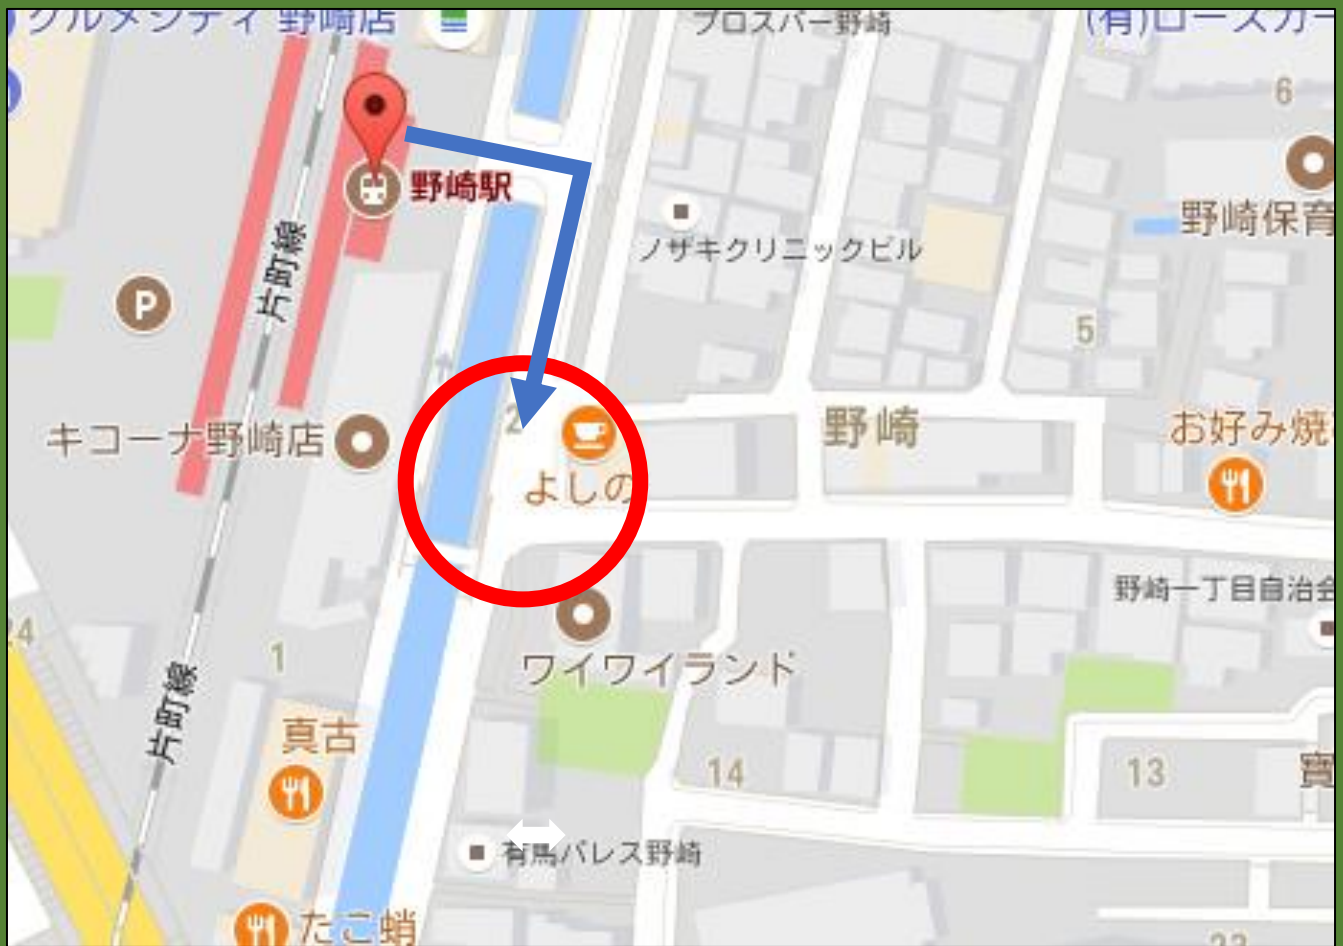 グルメシティ 野崎店
プロスパー野崎
(有)ローズガー
6
野崎駅
野崎保育
ノザキクリニックビル
片町線
P
5
キコーナ野崎店
2
野崎
お好み焼
よしの
野崎一丁目自治会
1
ワイワイランド
片町線
真古
14
13
寶
有馬パレス野崎
たこ蛸